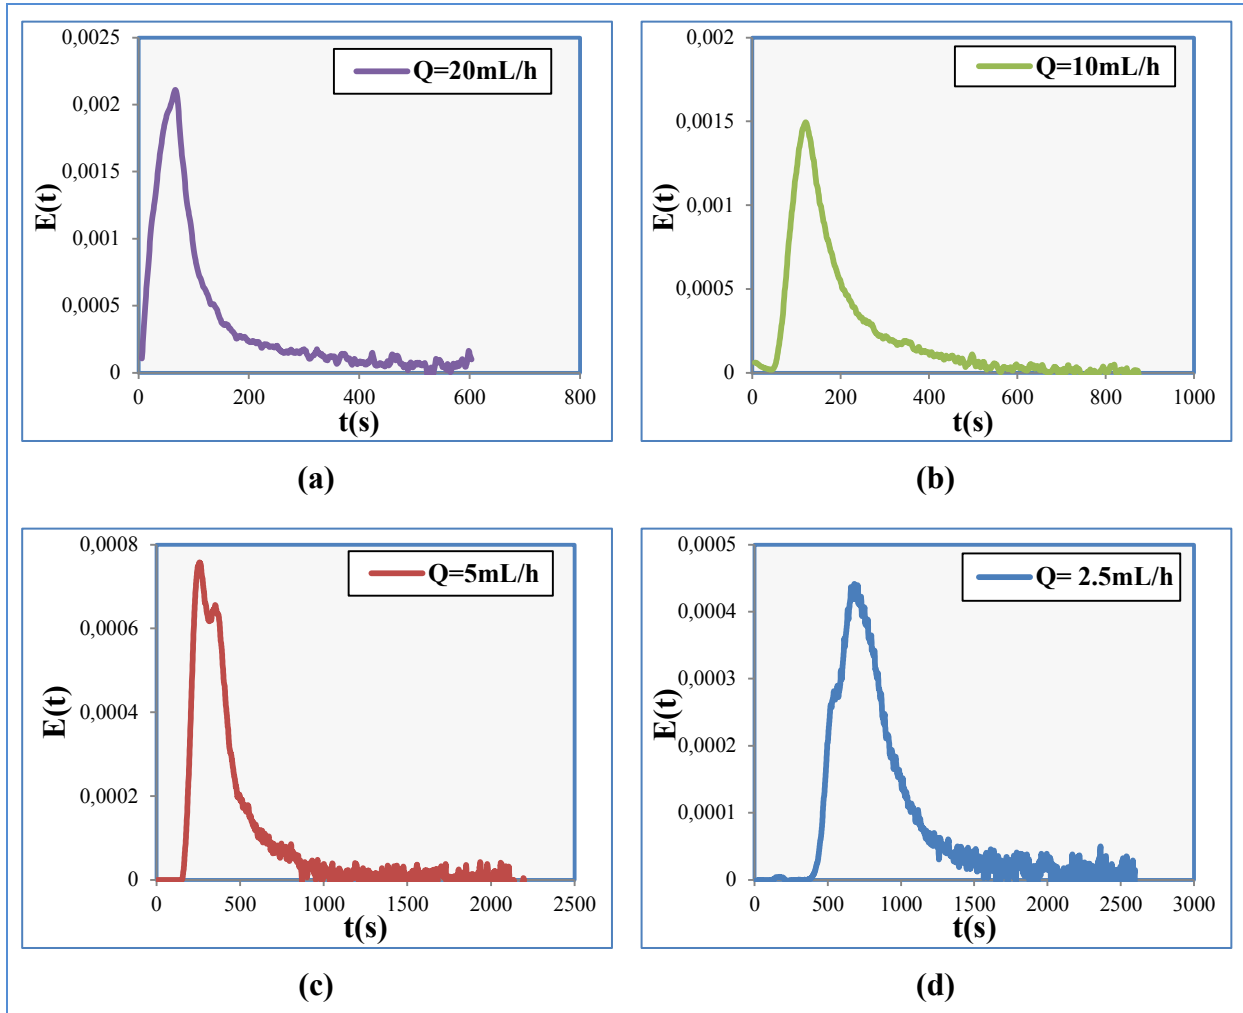 0,0025
0,002
0,0015
0,001
0,0005
0
E(t)
0 200 400 600 800
t(s)
Q=20mL/h
(a)
0,002
0,0015
0,001
0,0005
0
E(t)
0 200 400 600 800 1000
t(s)
Q=10mL/h
(b)
0,0008
0,0006
0,0004
0,0002
0
E(t)
0 500 1000 1500 2000 2500
t(s)
Q=5mL/h
(c)
0,0005
0,0004
0,0003
0,0002
0,0001
0
E(t)
0 500 1000 1500 2000 2500 3000
t(s)
Q= 2.5mL/h
(d)